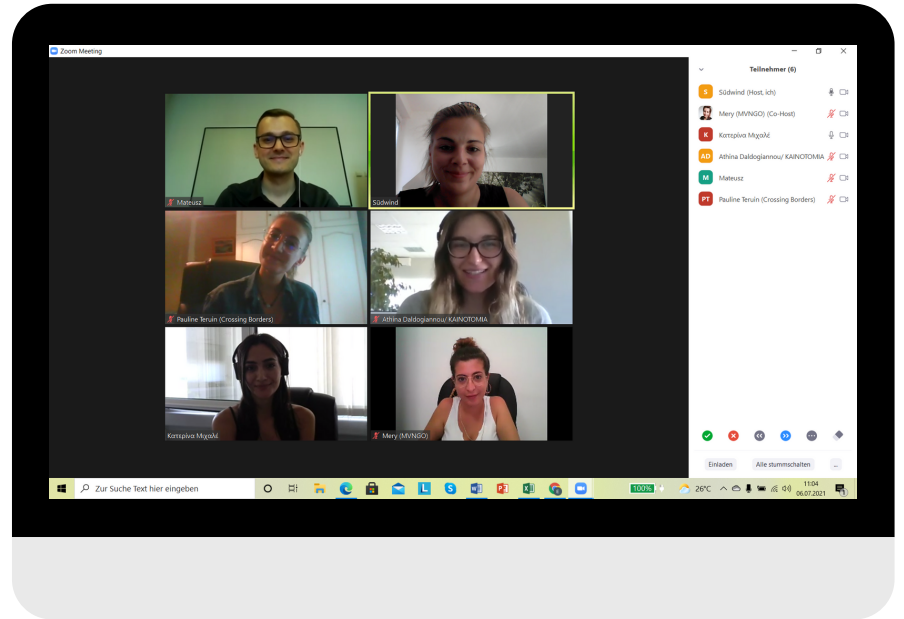 Zoom Meeting
Mateusz
Südwind
Pauline Teruin (Crossing Borders)
Athina Daldogiannou/ KAINOTOMIA
Κατερίνα Μιχαλέ
Mery (MVNGO)
Teilnehmer (6)
S Südwind (Host, ich)
Mery (MVNGO) (Co-Host)
K Κατερίνα Μιχαλέ
AD Athina Daldogiannou/ KAINOTOMIA
M Mateusz
PT Pauline Teruin (Crossing Borders)
Einladen Alle stummschalten ...
Zur Suche Text hier eingeben
100% 26°C 11:04
06.07.2021